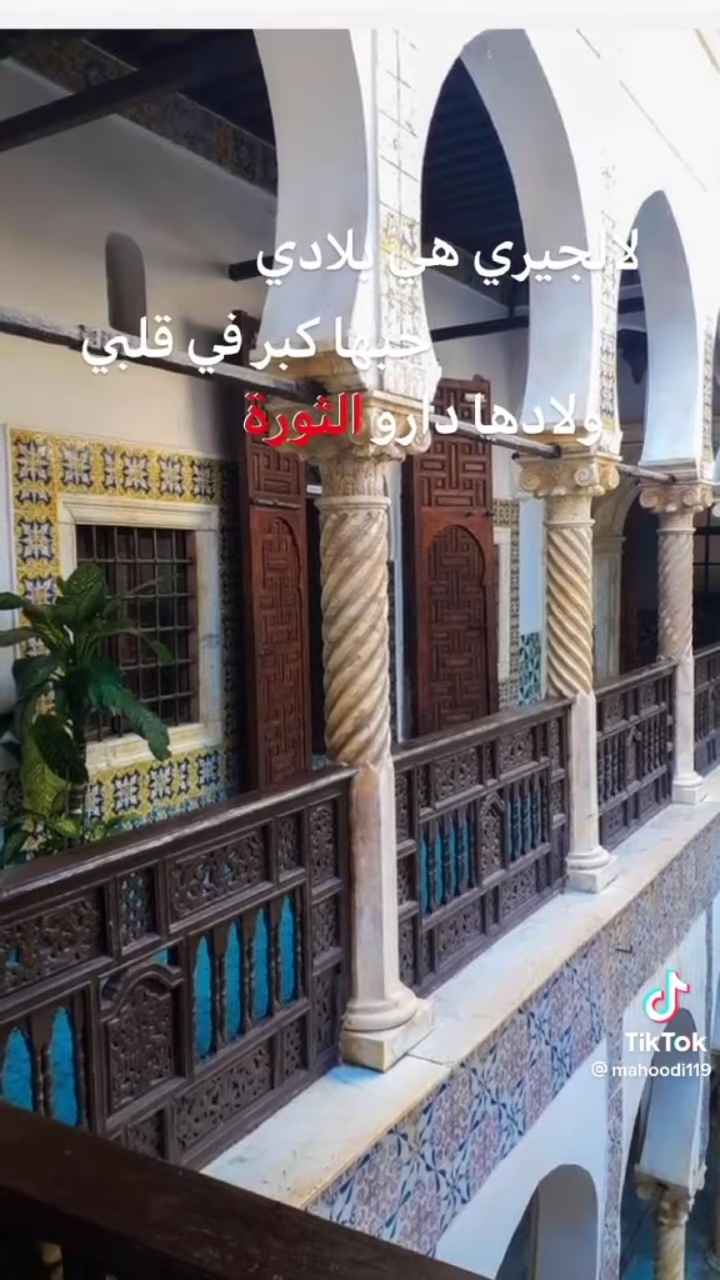 لالجيري هي بلادي
حبها كبر في قلبي
ولادها دارو الثورة
TikTok
@mahoodi119